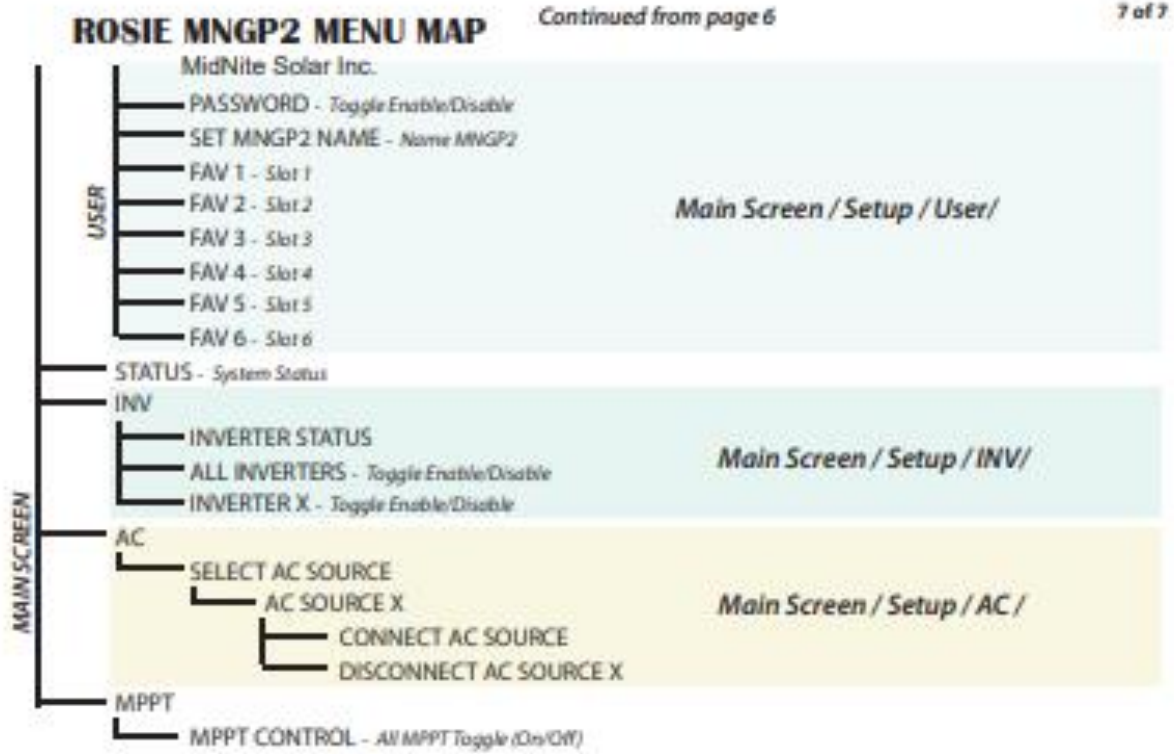 ROSIE MNGP2 MENU MAP
Continued from page 6
7 of 7
MidNite Solar Inc.
PASSWORD - Toggle Enable/Disable
SET MNGP2 NAME - Name MNGP2
FAV 1 - Slot 1
FAV 2 - Slot 2
FAV 3 - Slot 3
FAV 4 - Slot 4
FAV 5 - Slot 5
FAV 6 - Slot 6
USER
Main Screen / Setup / User/
STATUS - System Status
INV
INVERTER STATUS
ALL INVERTERS - Toggle Enable/Disable
INVERTER X - Toggle Enable/Disable
Main Screen / Setup / INV/
MAIN SCREEN
AC
SELECT AC SOURCE
AC SOURCE X
CONNECT AC SOURCE
DISCONNECT AC SOURCE X
Main Screen / Setup / AC /
MPPT
MPPT CONTROL - All MPPT Toggle (On/Off)